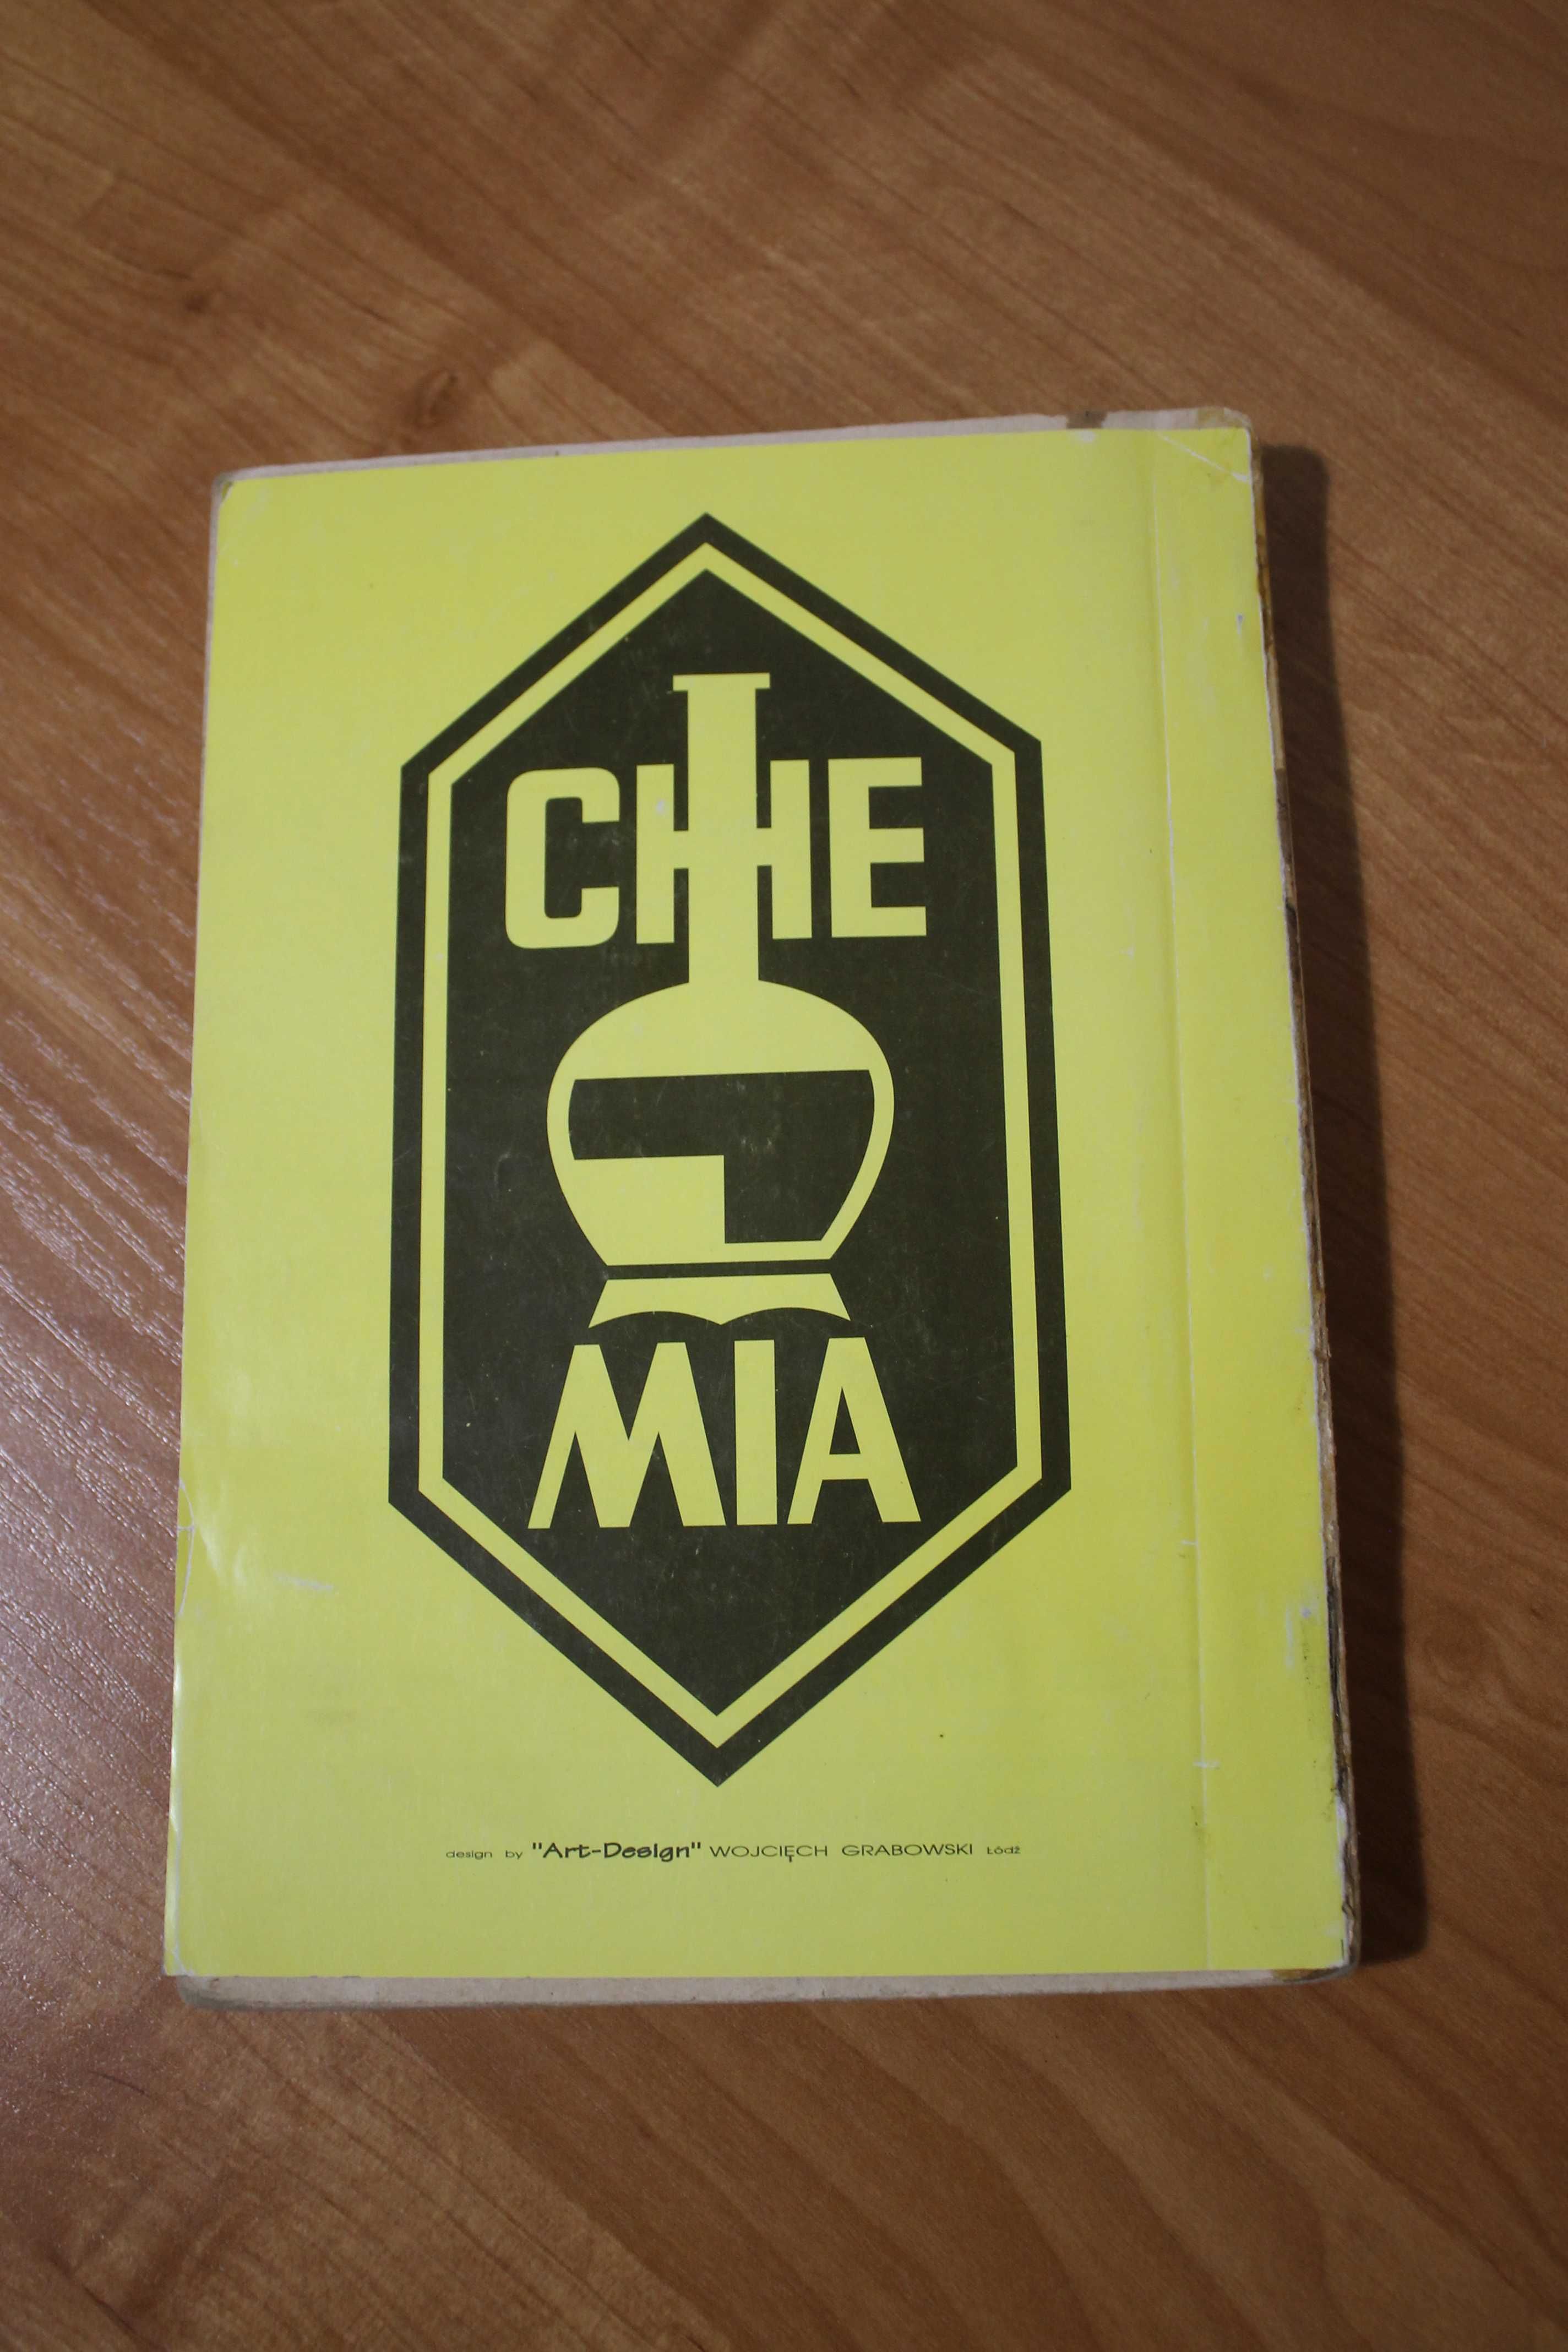 CHE
MIA
design by "Art-Design" WOJCIĘCH GRABOWSKI Łódź